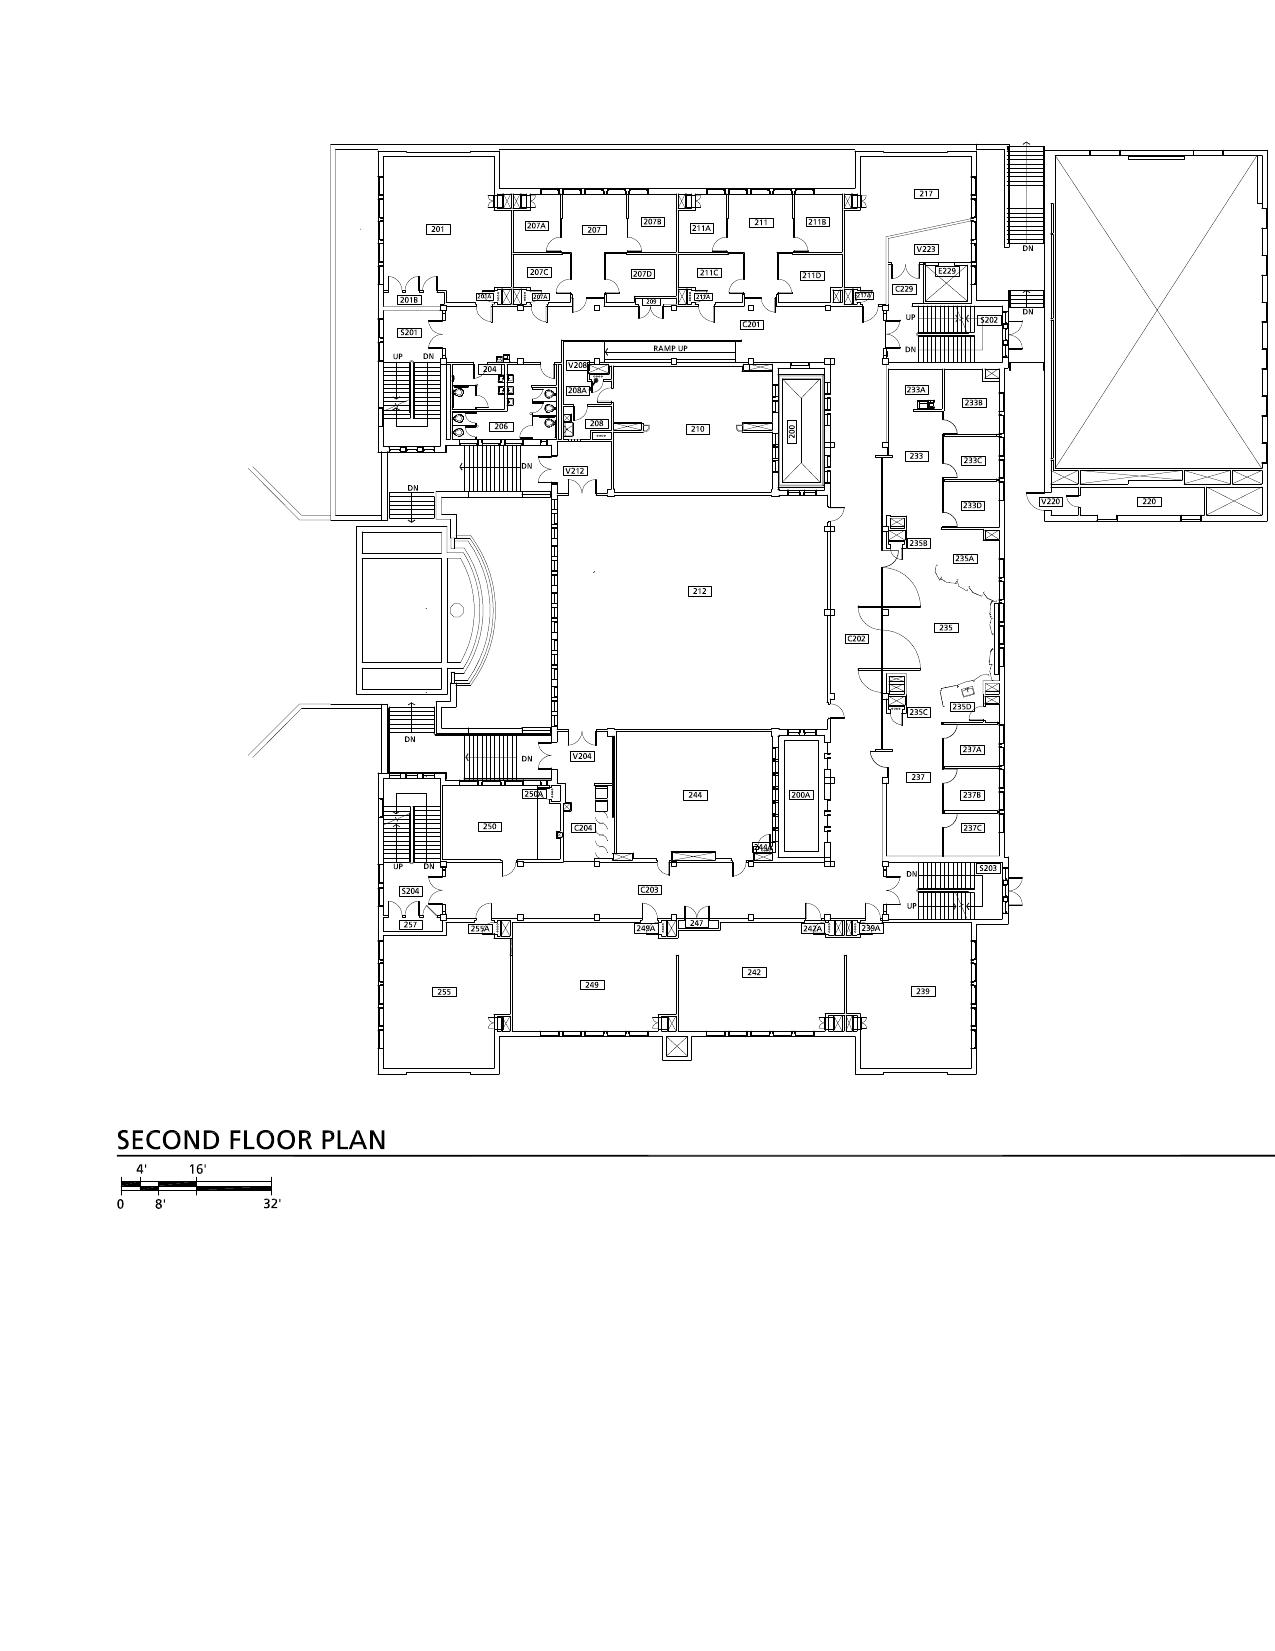 217
207A
207
207B
211A
211
211B
201
V223
207C
207D
211C
211D
E229
C229
201B
201A
207A
209
217A
S201
C201
UP
S202
DN
DN
UP
DN
RAMP UP
DN
204
V208
208A
233A
233B
206
208
210
200
233
233C
V212
DN
DN
233D
V220
220
235B
235A
212
235
C202
235D
235C
DN
V204
DN
237A
250A
244
200A
237
237B
250
C204
237C
UP
DN
DN
S203
S204
C203
UP
257
255A
249A
247
242A
239A
255
249
242
239
SECOND FLOOR PLAN
4'
16'
0
8'
32'